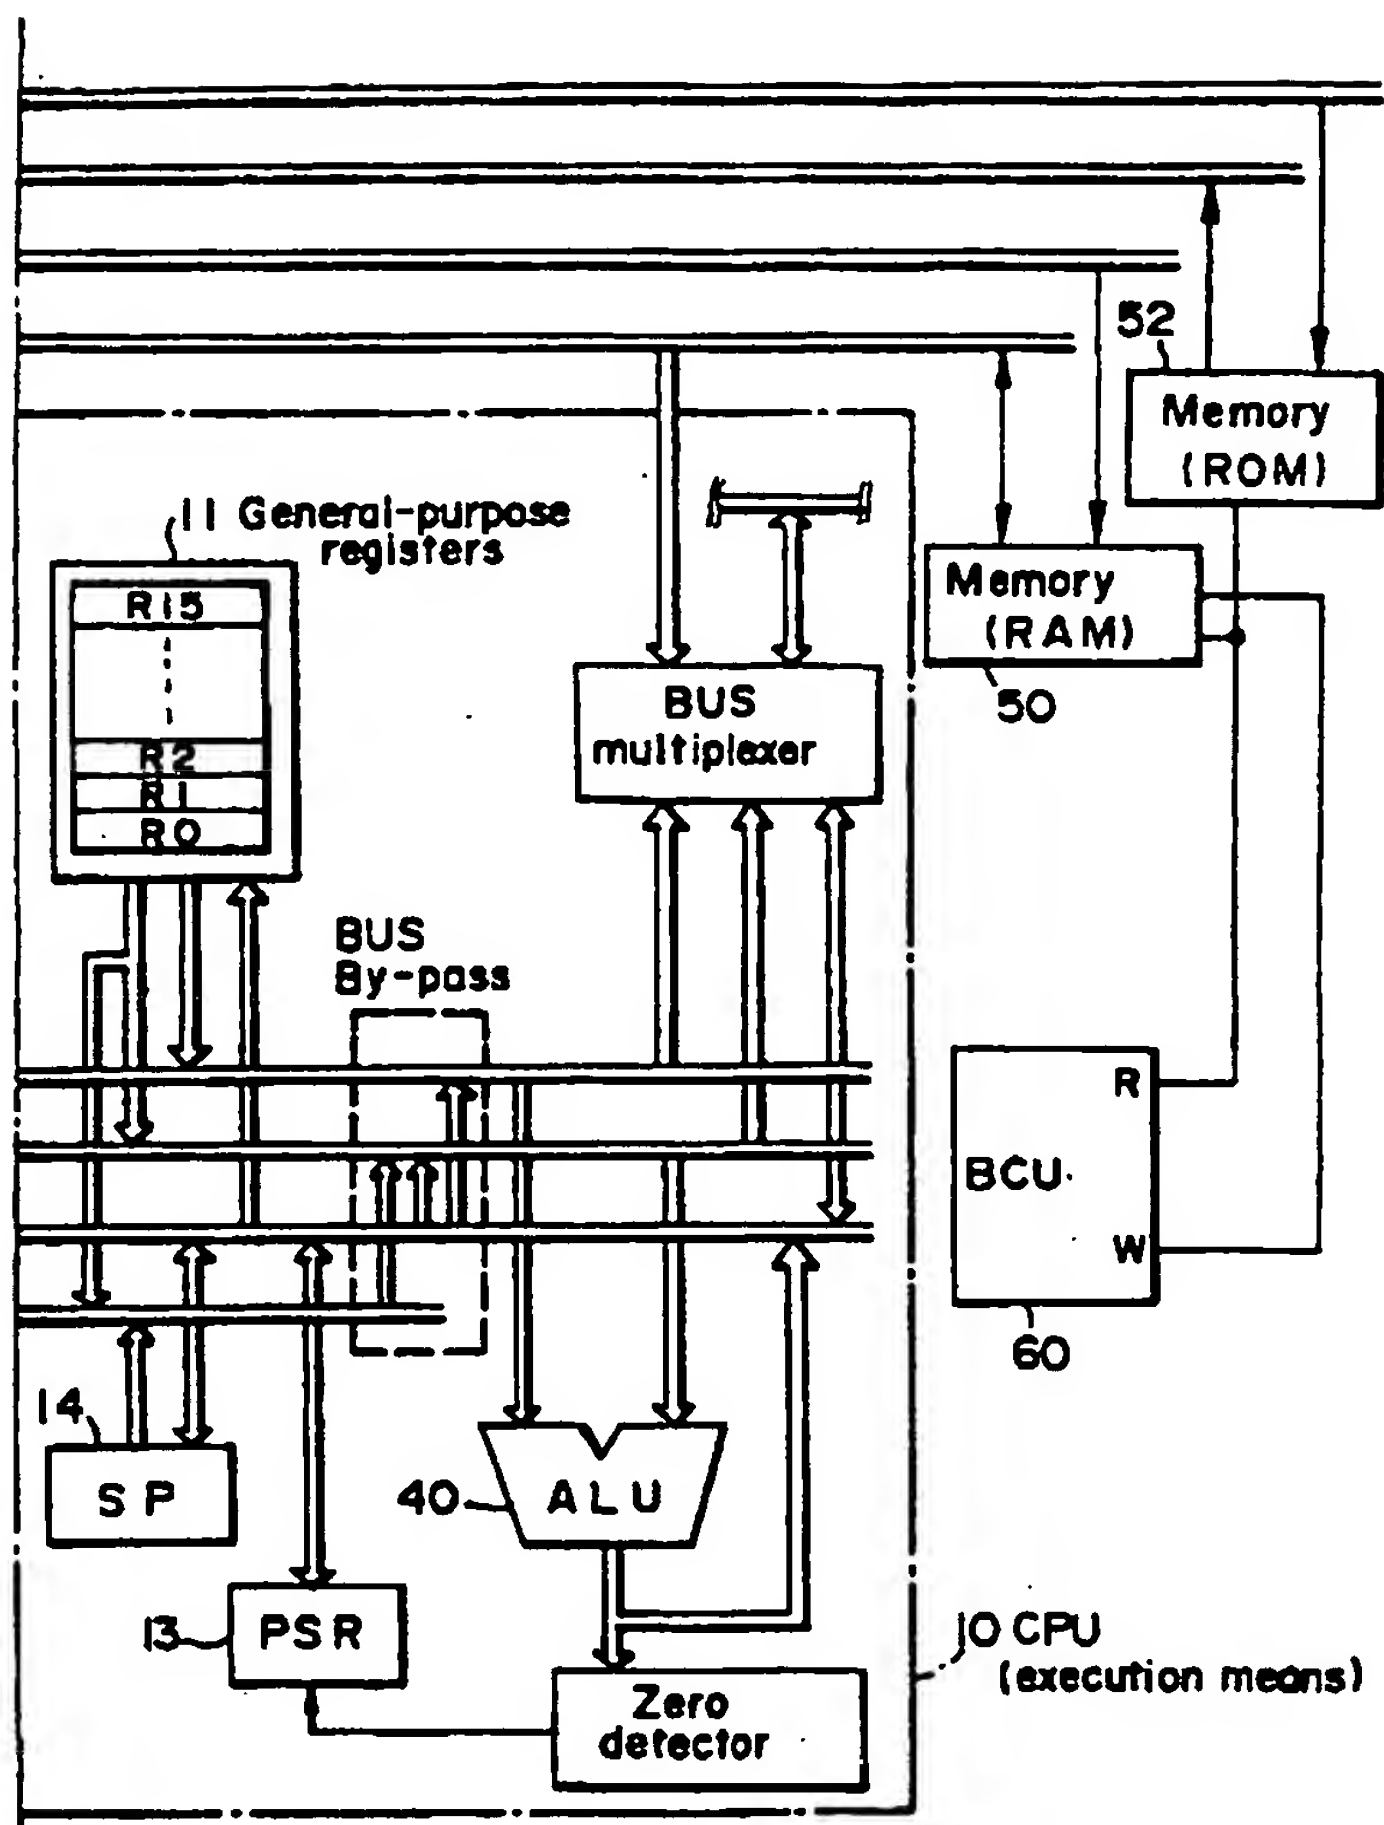 52
Memory
(ROM)
11 General-purpose
registers
R15
R2
R1
R0
Memory
(RAM)
50
BUS
multiplexer
BUS
By-pass
R
BCU
W
60
14
SP
40
ALU
13
PSR
10 CPU
(execution means)
Zero
detector